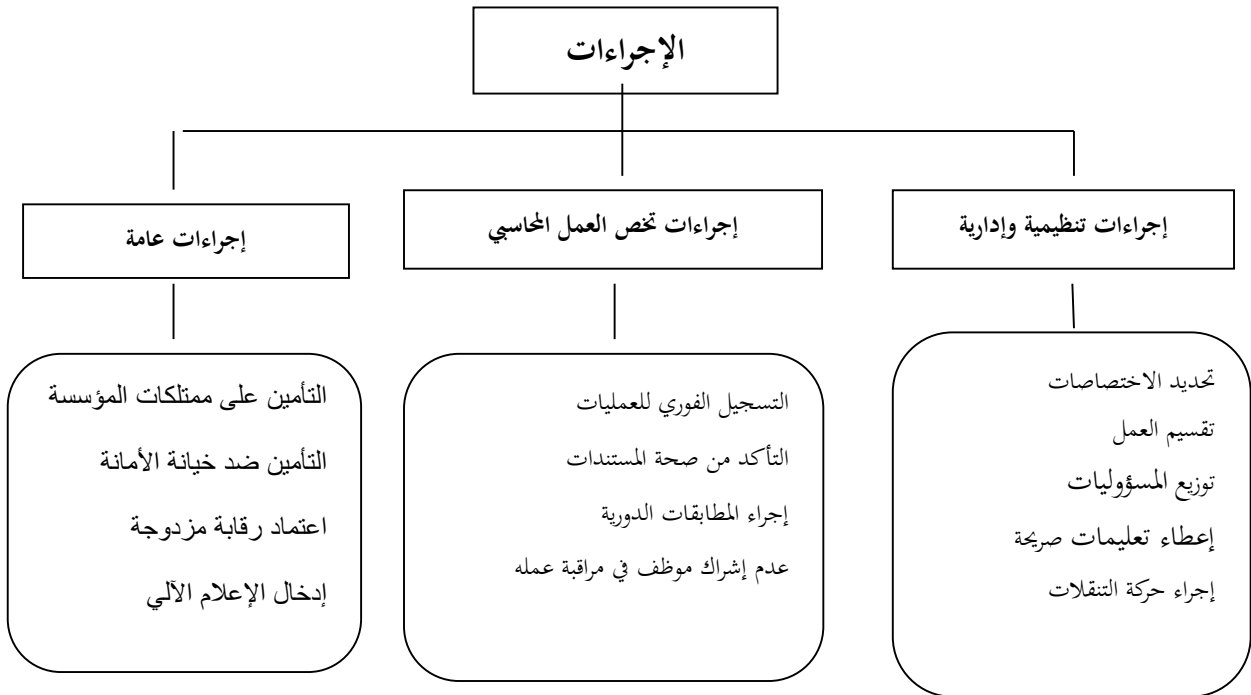 الإجراءات
إجراءات تنظيمية وإدارية
إجراءات تخص العمل المحاسبي
إجراءات عامة
تحديد الاختصاصات
تقسيم العمل
توزيع المسؤوليات
إعطاء تعليمات صريحة
إجراء حركة التنقلات
التسجيل الفوري للعمليات
التأكد من صحة المستندات
إجراء المطابقات الدورية
عدم إشراك موظف في مراقبة عمله
التأمين على ممتلكات المؤسسة
التأمين ضد خيانة الأمانة
اعتماد رقابة مزدوجة
إدخال الإعلام الآلي